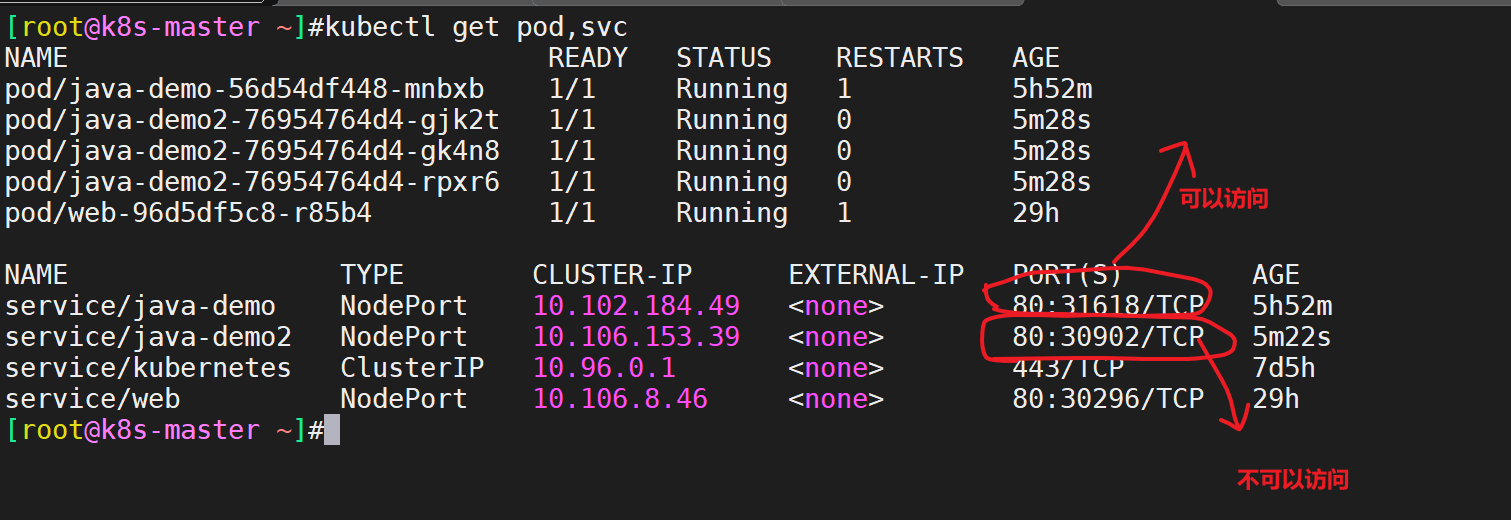 [root@k8s-master ~]#kubectl get pod,svc
NAME READY STATUS RESTARTS AGE
pod/java-demo-56d54df448-mnbxb 1/1 Running 1 5h52m
pod/java-demo2-76954764d4-gjk2t 1/1 Running 0 5m28s
pod/java-demo2-76954764d4-gk4n8 1/1 Running 0 5m28s
pod/java-demo2-76954764d4-rpxr6 1/1 Running 0 5m28s
可以访问
pod/web-96d5df5c8-r85b4 1/1 Running 1 29h
NAME TYPE CLUSTER-IP EXTERNAL-IP PORT(S) AGE
service/java-demo NodePort 10.102.184.49 <none> 80:31618/TCP 5h52m
service/java-demo2 NodePort 10.106.153.39 <none> 80:30902/TCP 5m22s
service/kubernetes ClusterIP 10.96.0.1 <none> 443/TCP 7d5h
service/web NodePort 10.106.8.46 <none> 80:30296/TCP 29h
[root@k8s-master ~]#
不可以访问